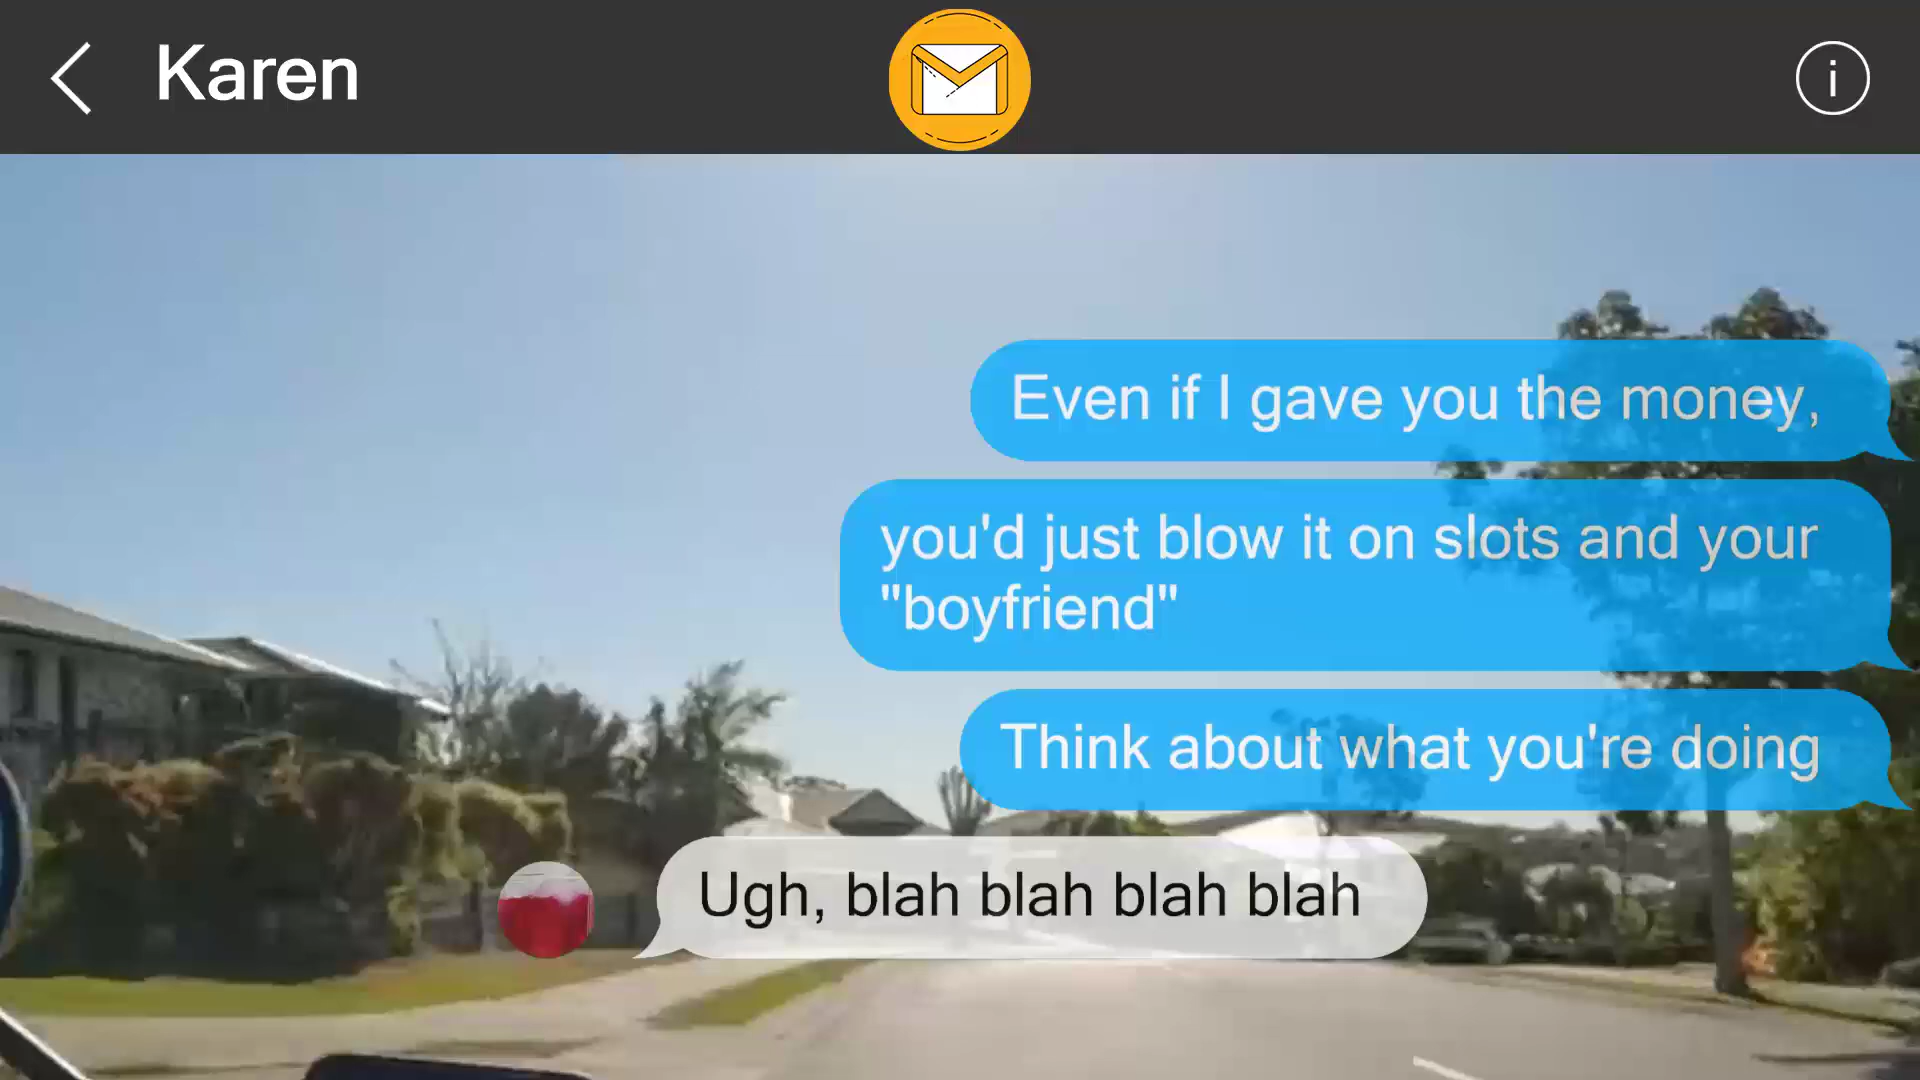 Karen
i
Even if I gave you the money,
you'd just blow it on slots and your
"boyfriend"
Think about what you're doing
Ugh, blah blah blah blah